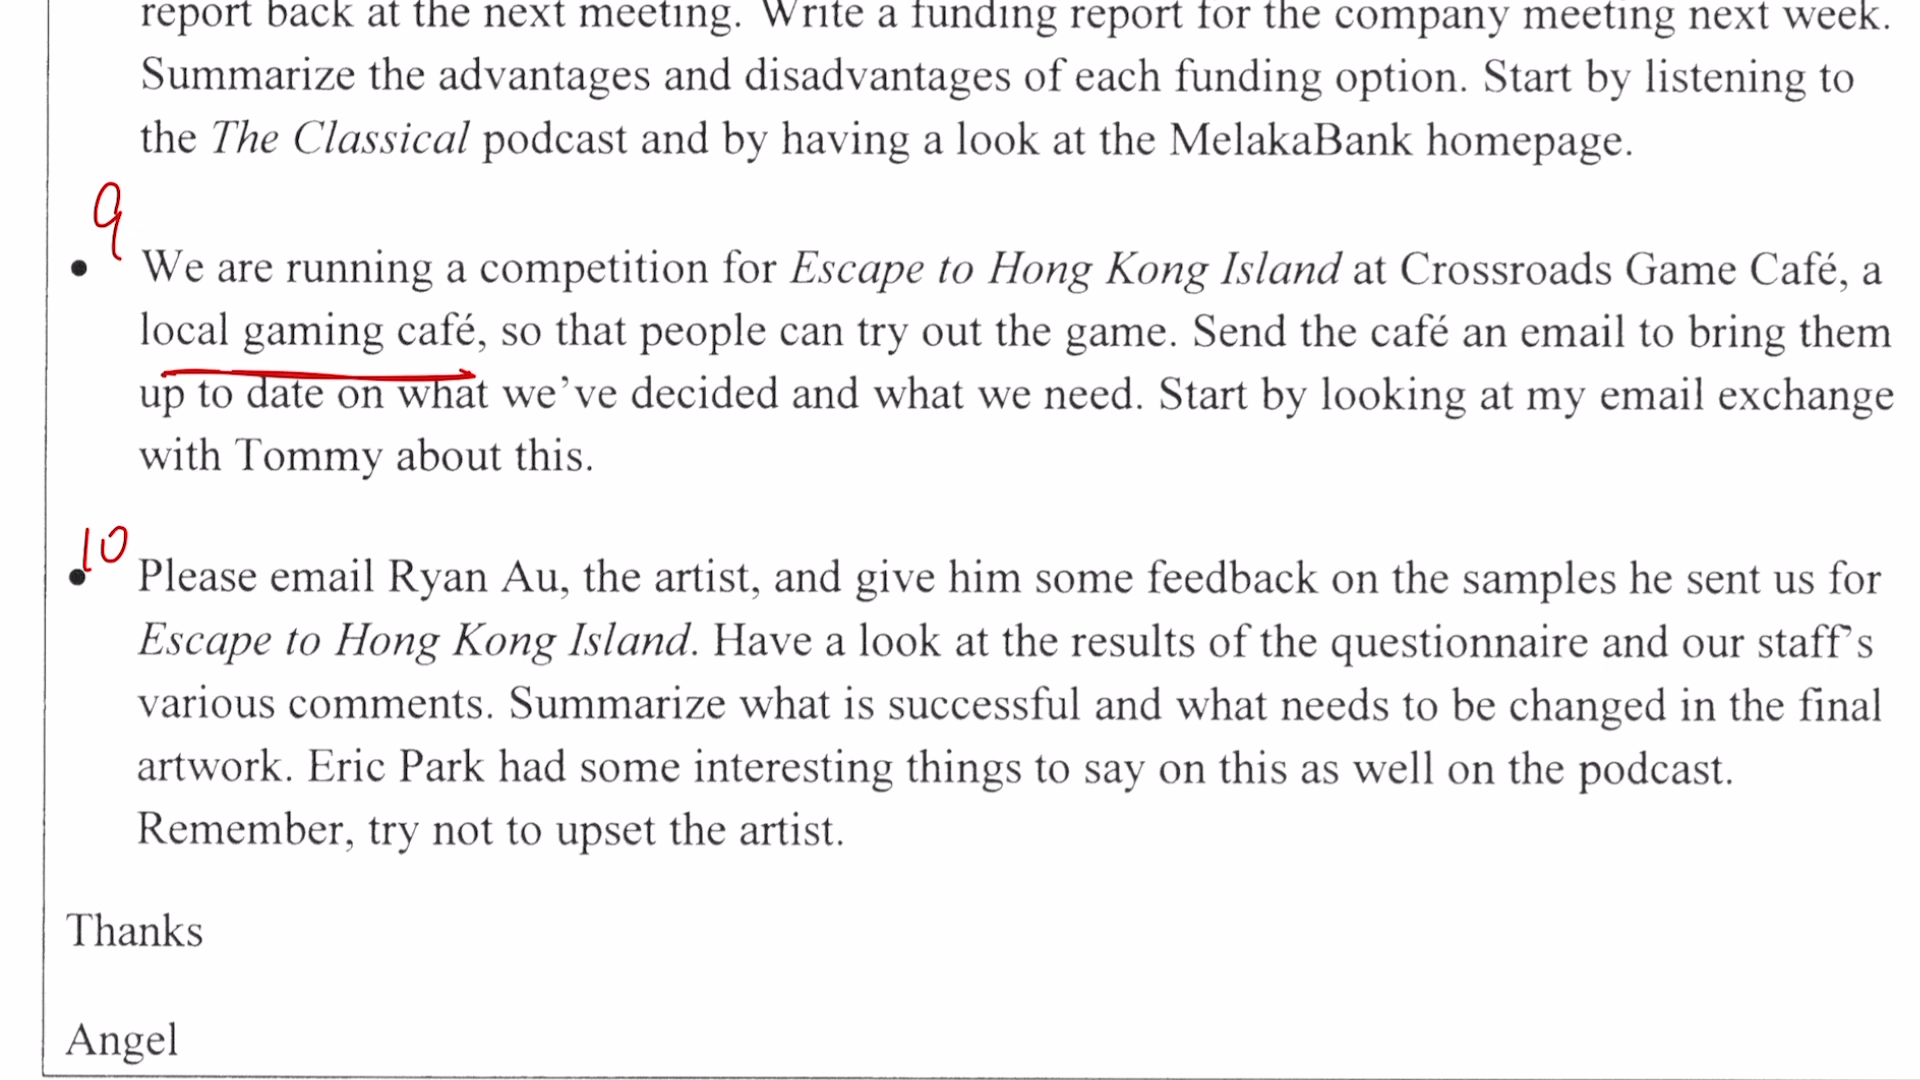 report back at the next meeting. Write a funding report for the company meeting next week.
Summarize the advantages and disadvantages of each funding option. Start by listening to
the The Classical podcast and by having a look at the MelakaBank homepage.
9
• We are running a competition for Escape to Hong Kong Island at Crossroads Game Café, a
local gaming café, so that people can try out the game. Send the café an email to bring them
up to date on what we've decided and what we need. Start by looking at my email exchange
with Tommy about this.
10
• Please email Ryan Au, the artist, and give him some feedback on the samples he sent us for
Escape to Hong Kong Island. Have a look at the results of the questionnaire and our staff's
various comments. Summarize what is successful and what needs to be changed in the final
artwork. Eric Park had some interesting things to say on this as well on the podcast.
Remember, try not to upset the artist.
Thanks
Angel